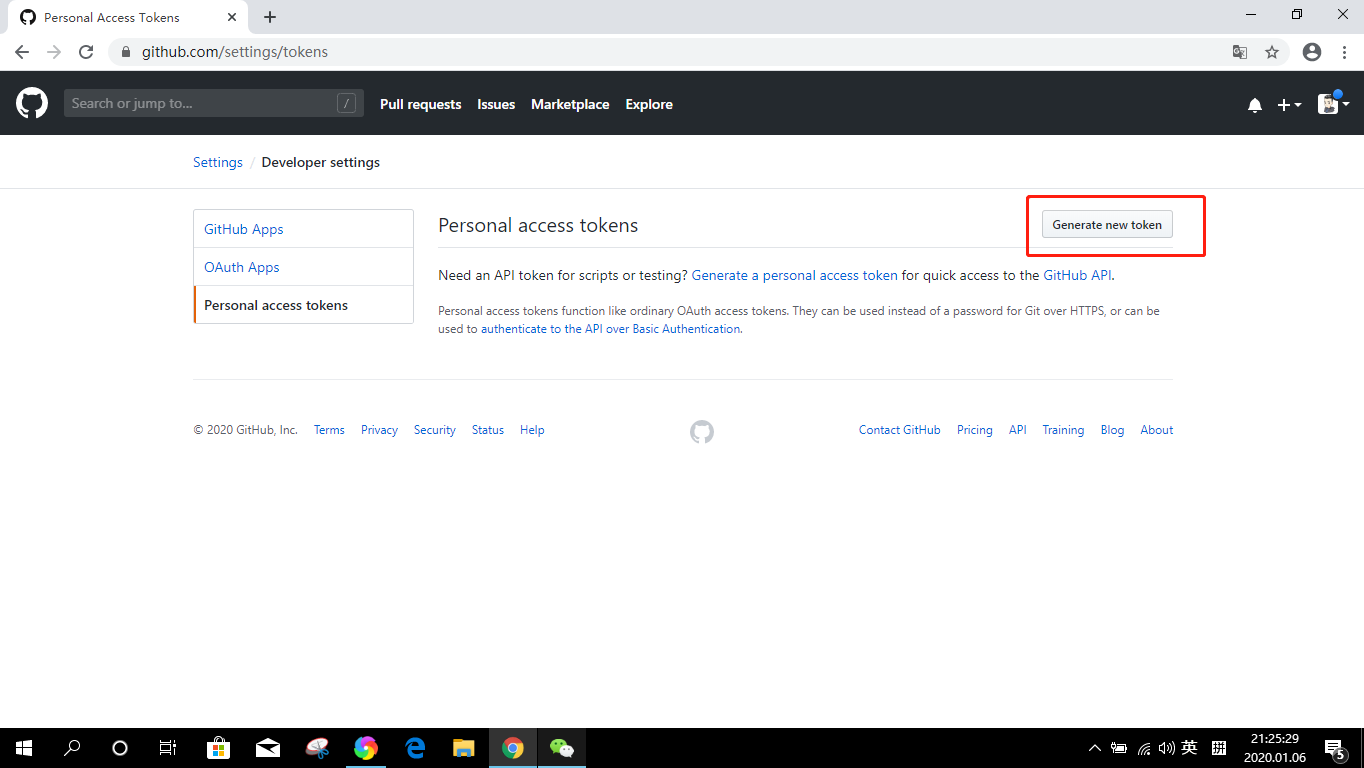 Personal Access Tokens
github.com/settings/tokens
Search or jump to...
/
Pull requests
Issues
Marketplace
Explore
Settings / Developer settings
GitHub Apps
OAuth Apps
Personal access tokens
Personal access tokens
Generate new token
Need an API token for scripts or testing? Generate a personal access token for quick access to the GitHub API.
Personal access tokens function like ordinary OAuth access tokens. They can be used instead of a password for Git over HTTPS, or can be
used to authenticate to the API over Basic Authentication.
© 2020 GitHub, Inc.
Terms
Privacy
Security
Status
Help
Contact GitHub
Pricing
API
Training
Blog
About
英
拼
21:25:29
2020.01.06
5